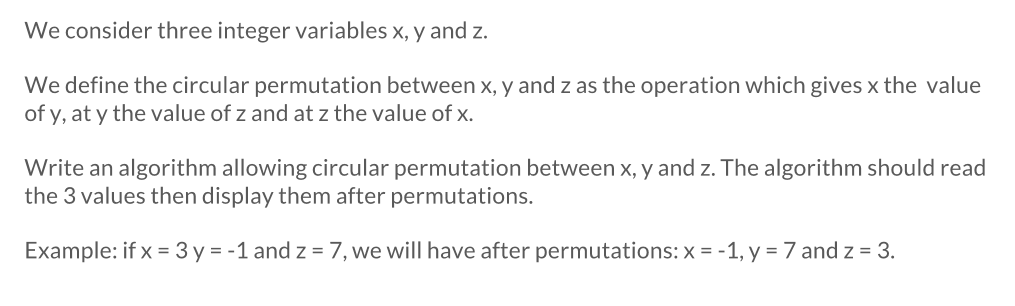 We consider three integer variables x, y and z.
We define the circular permutation between x, y and z as the operation which gives x the value
of y, at y the value of z and at z the value of x.
Write an algorithm allowing circular permutation between x, y and z. The algorithm should read
the 3 values then display them after permutations.
Example: if x = 3 y = -1 and z = 7, we will have after permutations: x = -1, y = 7 and z = 3.